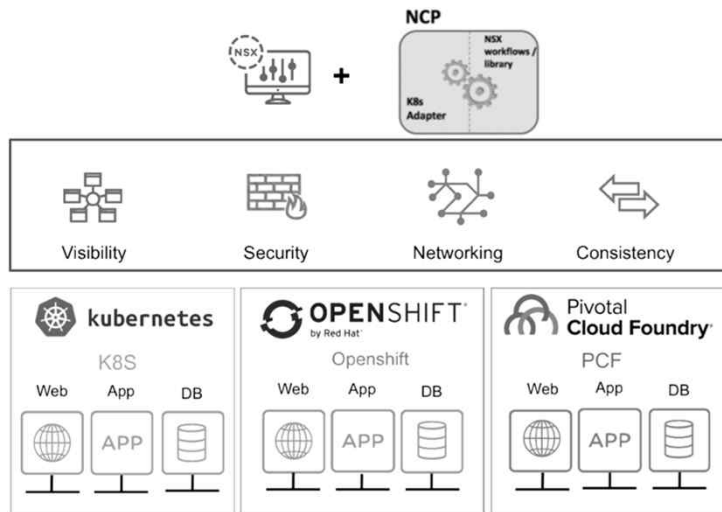 NCP
NSX
+
NSX
workflows /
library
K8s
Adapter
Visibility
Security
Networking
Consistency
kubernetes
OPENSHIFT
by Red Hat
Pivotal
Cloud Foundry
K8S
Openshift
PCF
Web App DB
Web App DB
Web App DB
APP
APP
APP